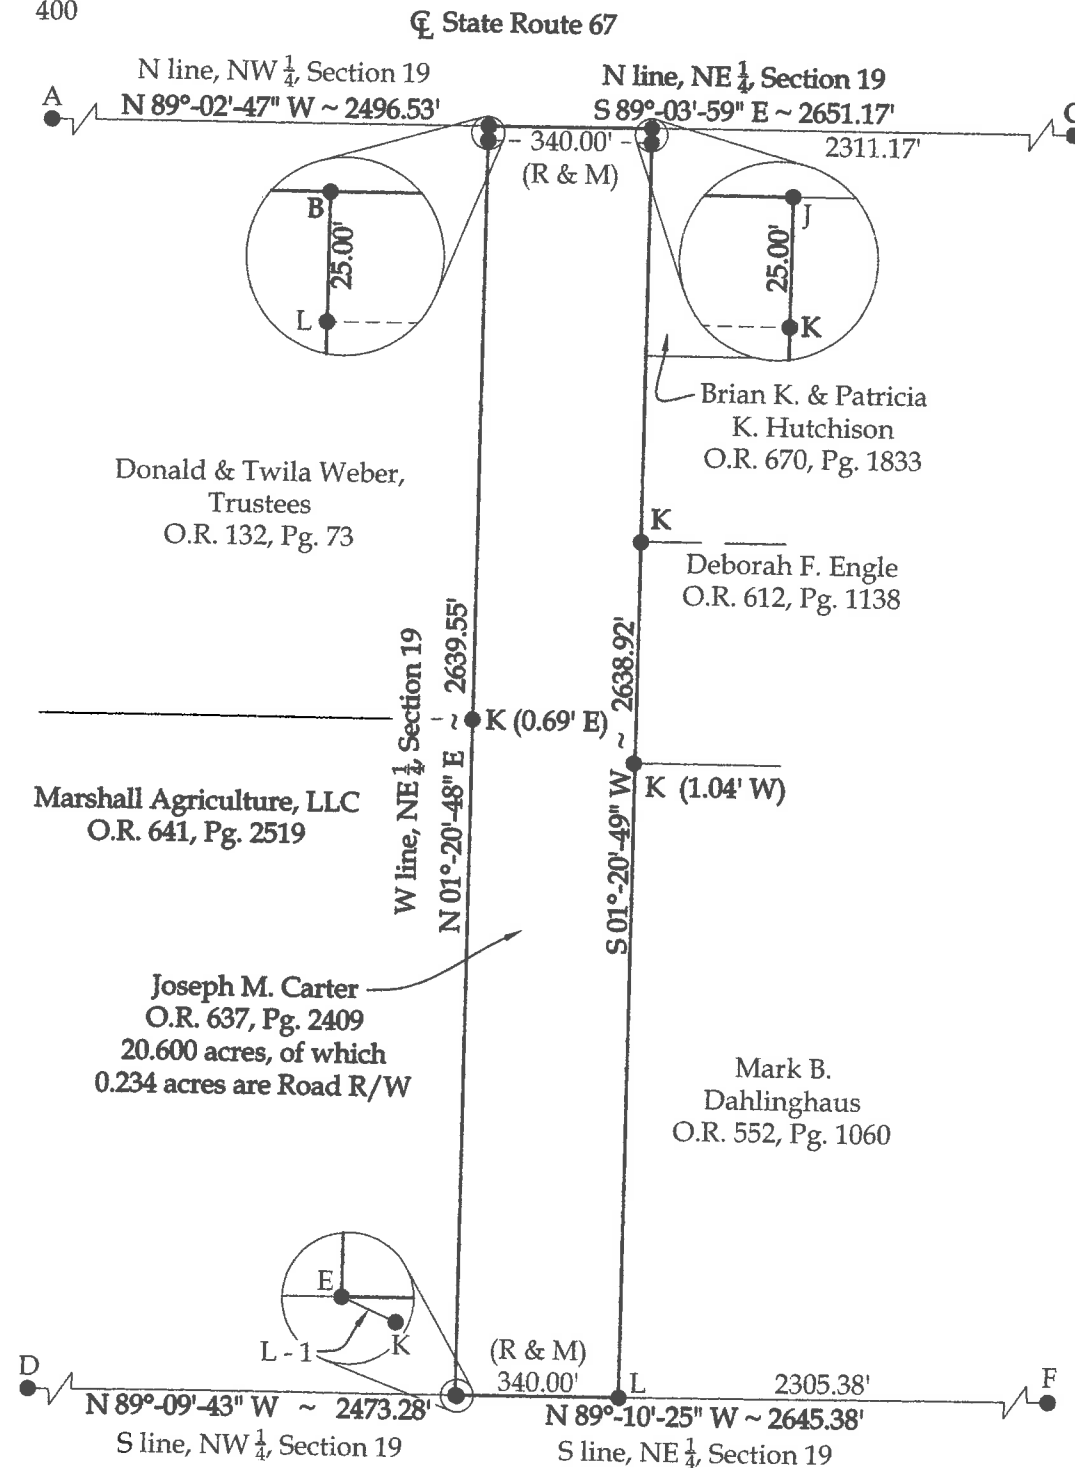 400
℄ State Route 67
N line, NW 1/4, Section 19
N 89°-02'-47" W ~ 2496.53'
N line, NE 1/4, Section 19
S 89°-03'-59" E ~ 2651.17'
A
340.00'
(R & M)
2311.17'
B
25.00'
L
J
25.00'
K
Brian K. & Patricia
K. Hutchison
O.R. 670, Pg. 1833
Donald & Twila Weber,
Trustees
O.R. 132, Pg. 73
K
Deborah F. Engle
O.R. 612, Pg. 1138
W line, NE 1/4, Section 19
N 01°-20'-48" E ~ 2639.55'
S 01°-20'-49" W ~ 2638.92'
K (0.69' E)
K (1.04' W)
Marshall Agriculture, LLC
O.R. 641, Pg. 2519
Joseph M. Carter
O.R. 637, Pg. 2409
20.600 acres, of which
0.234 acres are Road R/W
Mark B.
Dahlinghaus
O.R. 552, Pg. 1060
E
L - 1
K
(R & M)
340.00'
D
L
2305.38'
F
N 89°-09'-43" W ~ 2473.28'
S line, NW 1/4, Section 19
N 89°-10'-25" W ~ 2645.38'
S line, NE 1/4, Section 19